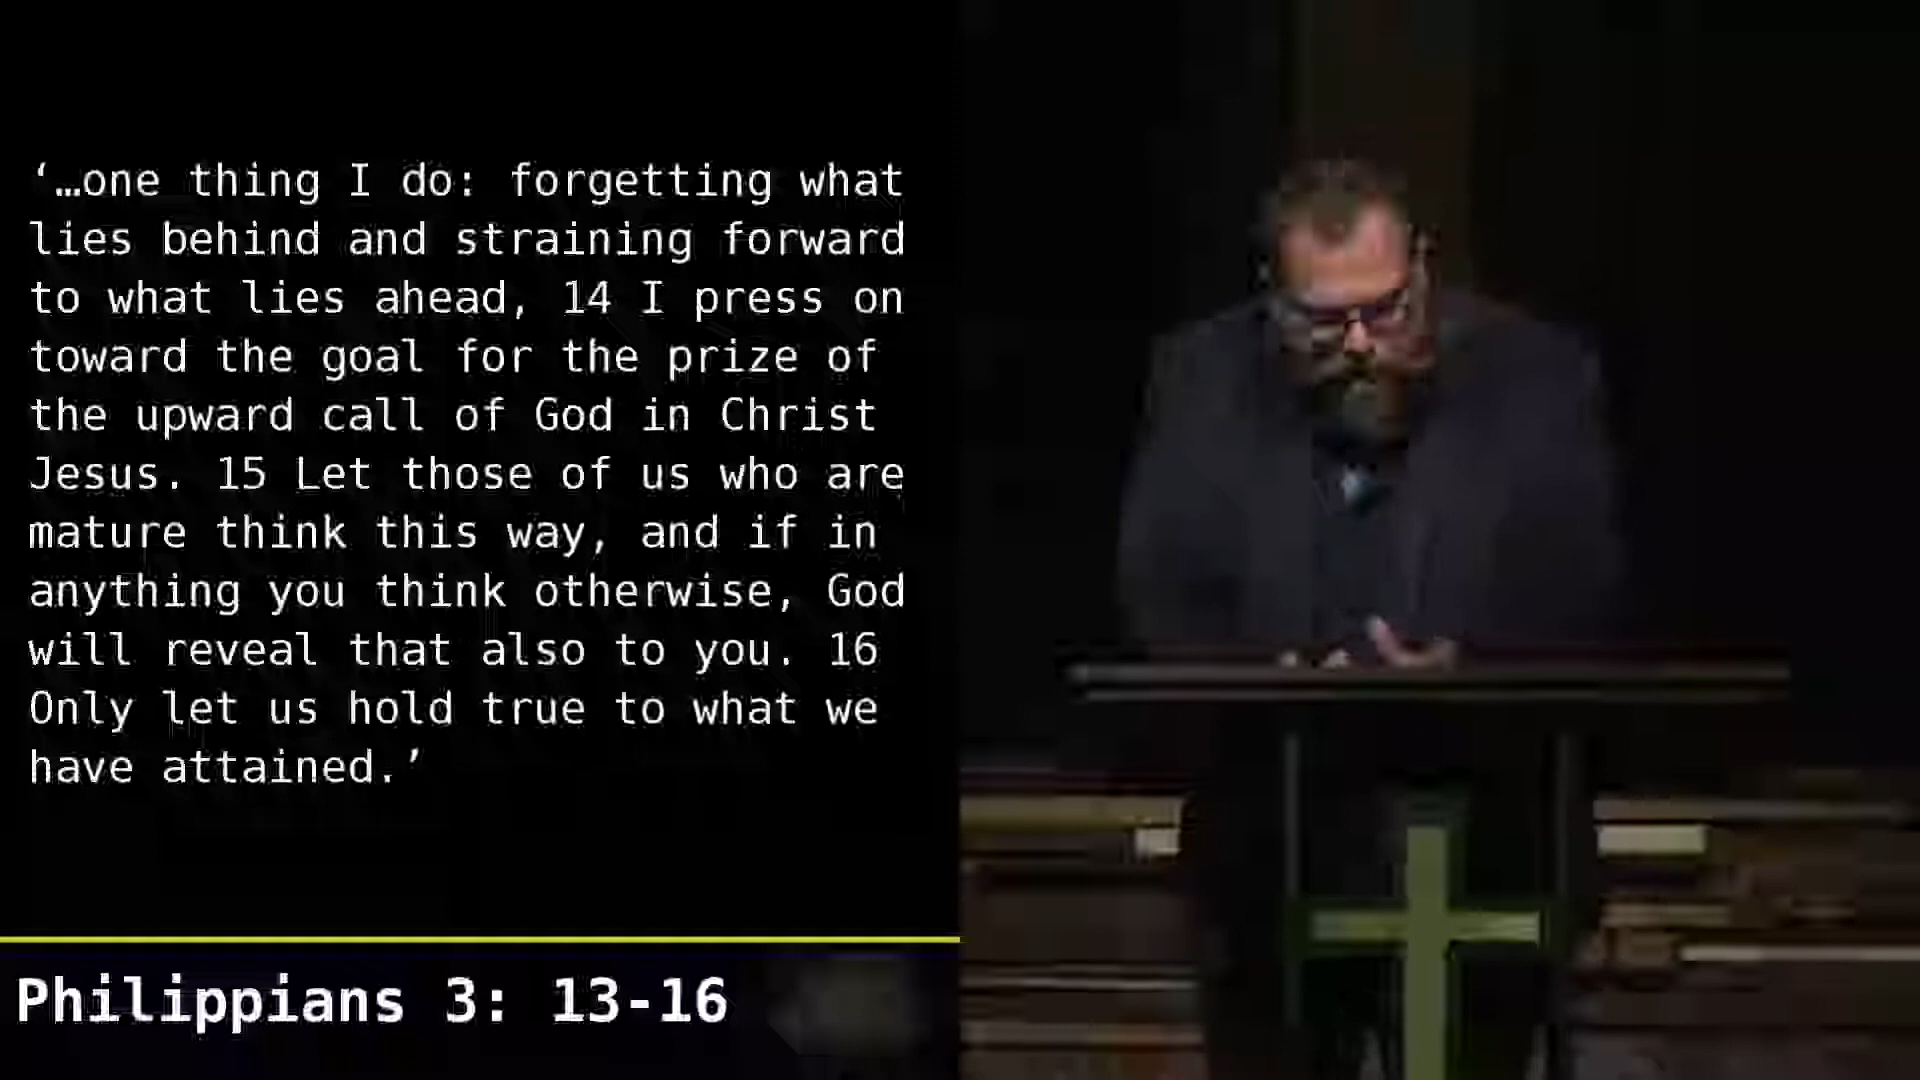 ‘…one thing I do: forgetting what
lies behind and straining forward
to what lies ahead, 14 I press on
toward the goal for the prize of
the upward call of God in Christ
Jesus. 15 Let those of us who are
mature think this way, and if in
anything you think otherwise, God
will reveal that also to you. 16
Only let us hold true to what we
have attained.’
Philippians 3: 13-16